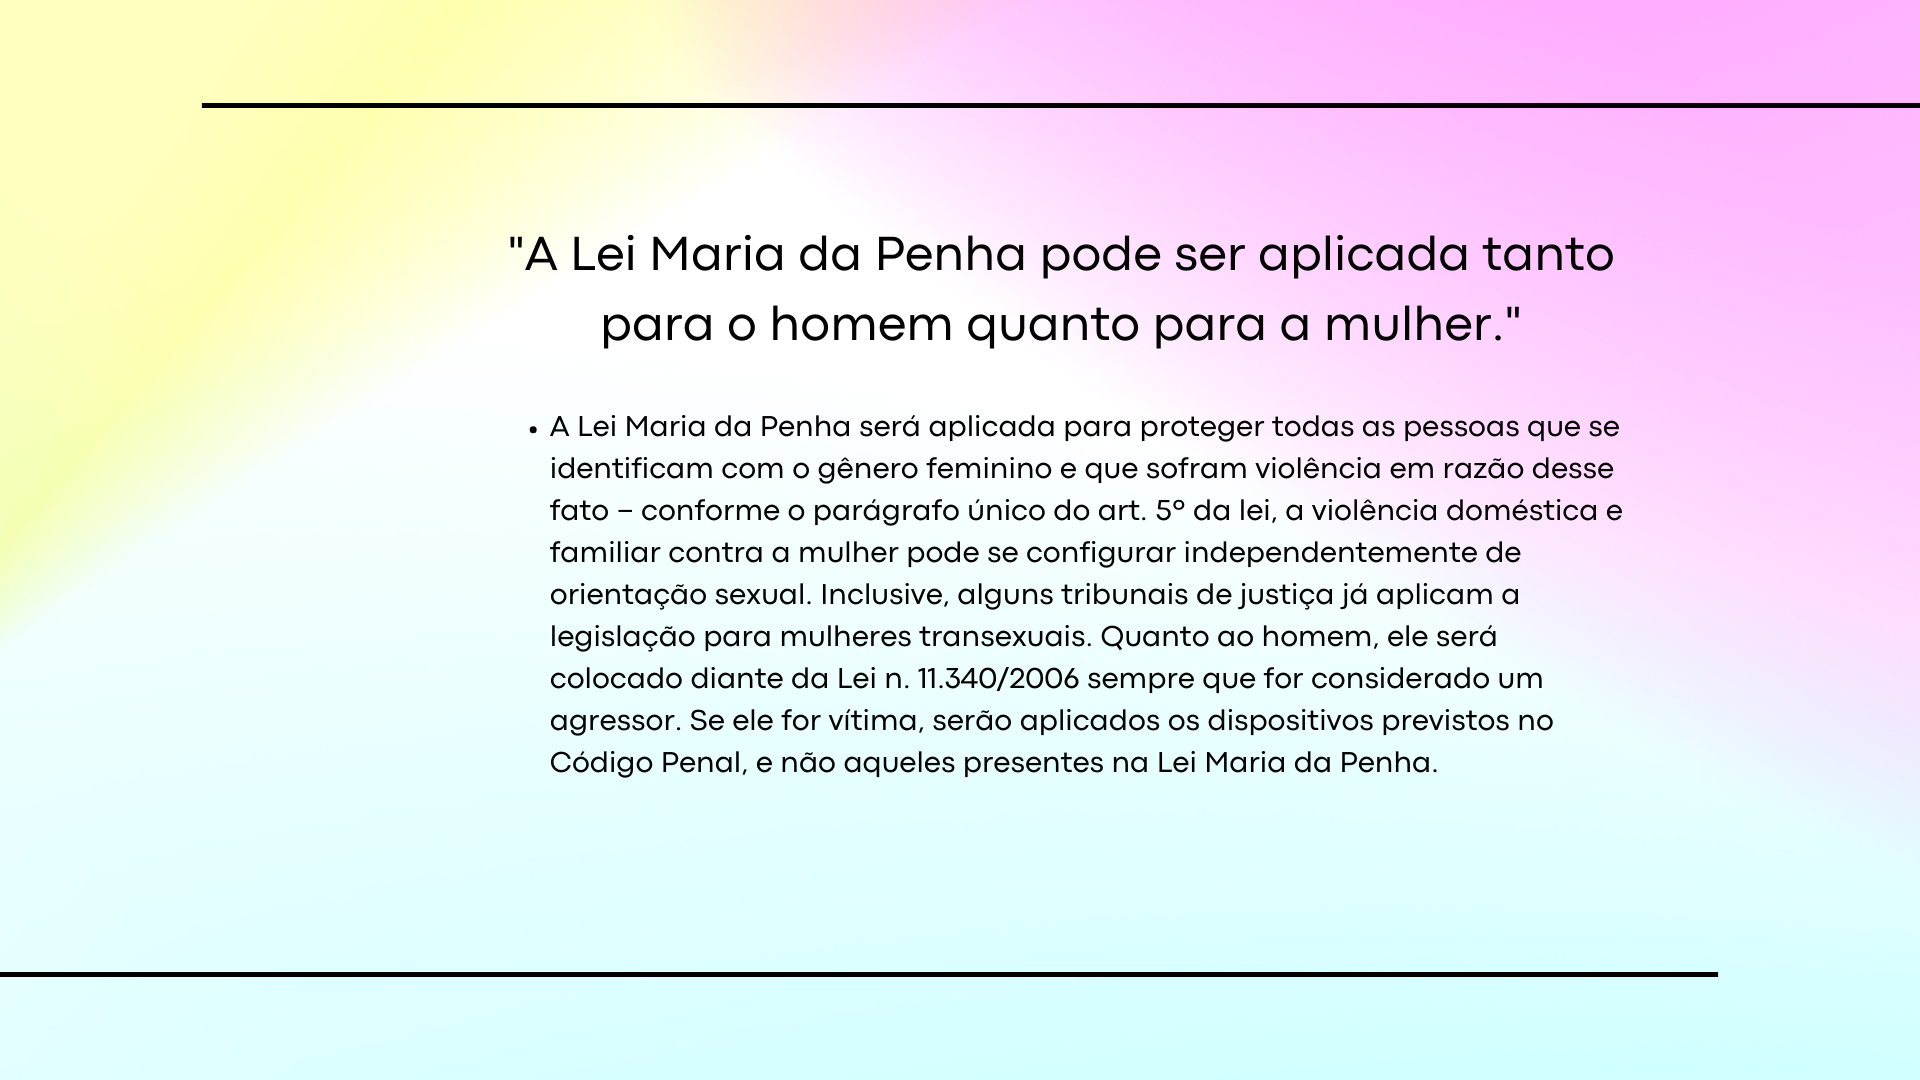 "A Lei Maria da Penha pode ser aplicada tanto
para o homem quanto para a mulher."
• A Lei Maria da Penha será aplicada para proteger todas as pessoas que se
identificam com o gênero feminino e que sofram violência em razão desse
fato – conforme o parágrafo único do art. 5º da lei, a violência doméstica e
familiar contra a mulher pode se configurar independentemente de
orientação sexual. Inclusive, alguns tribunais de justiça já aplicam a
legislação para mulheres transexuais. Quanto ao homem, ele será
colocado diante da Lei n. 11.340/2006 sempre que for considerado um
agressor. Se ele for vítima, serão aplicados os dispositivos previstos no
Código Penal, e não aqueles presentes na Lei Maria da Penha.